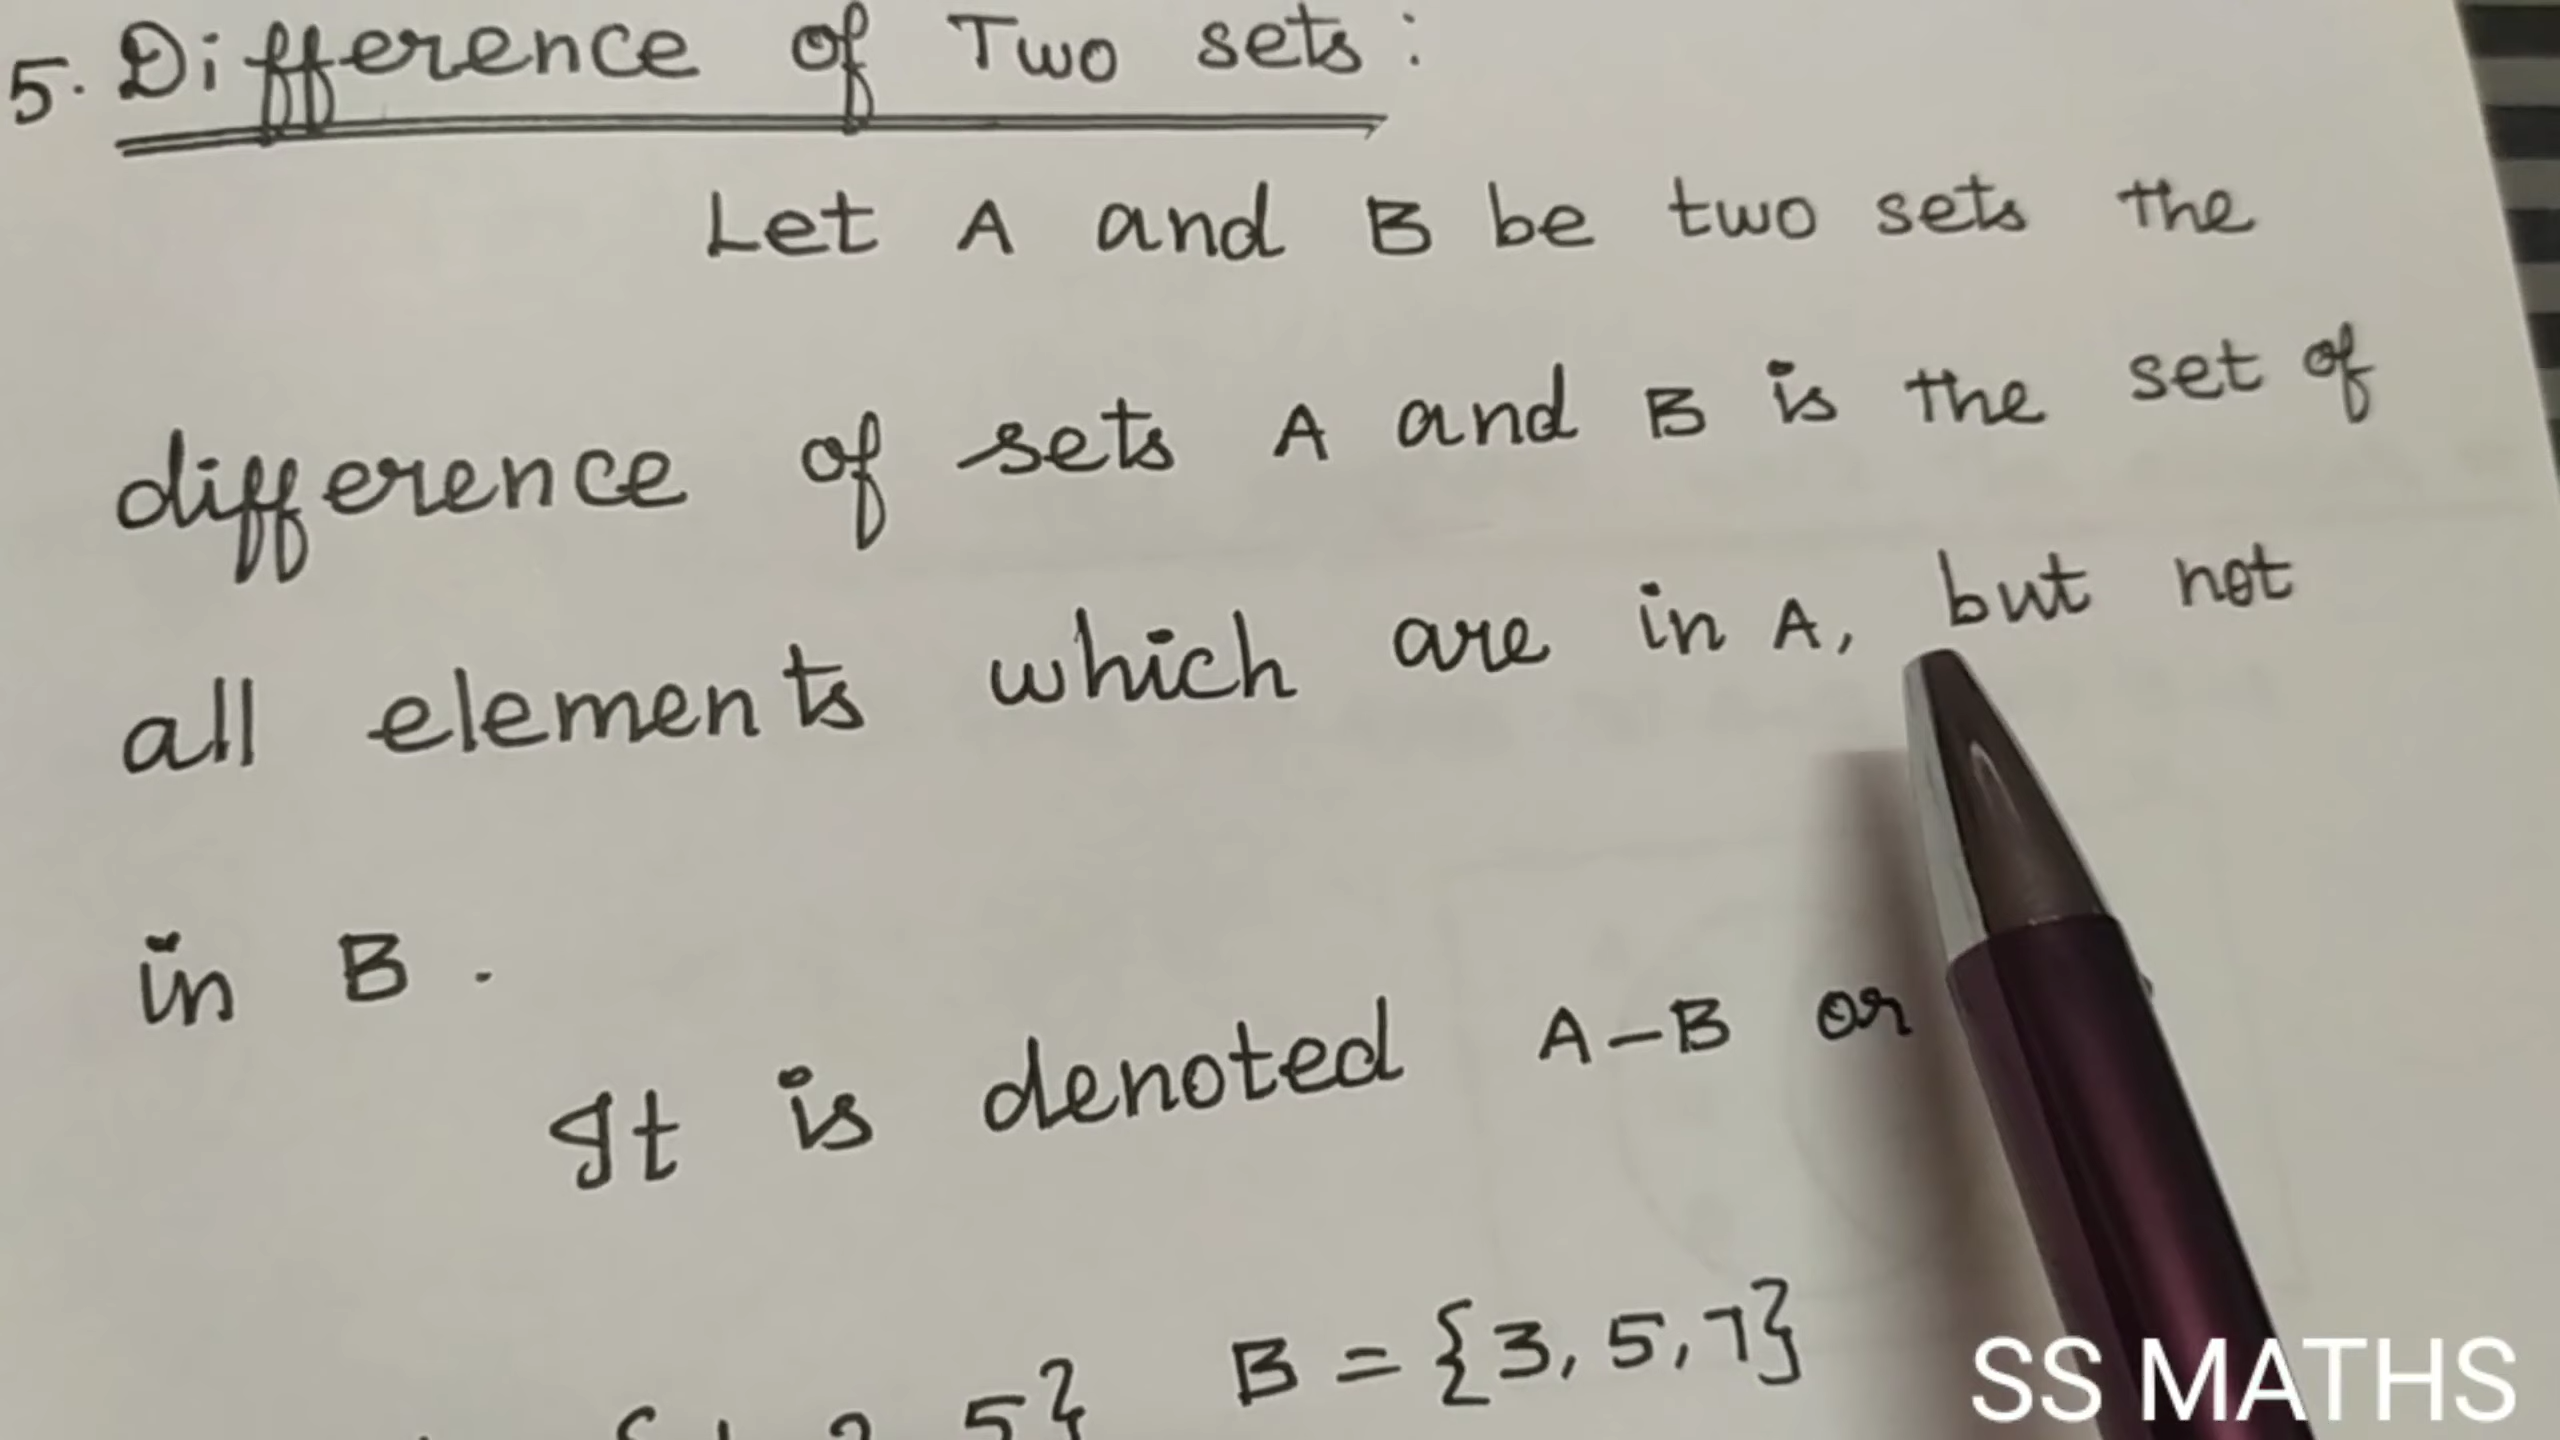 5. Difference of Two sets:
Let A and B be two sets the
difference of sets A and B is the set of
all elements which are in A, but not
in B.
It is denoted A-B or
5} B = {3, 5, 7}
SS MATHS